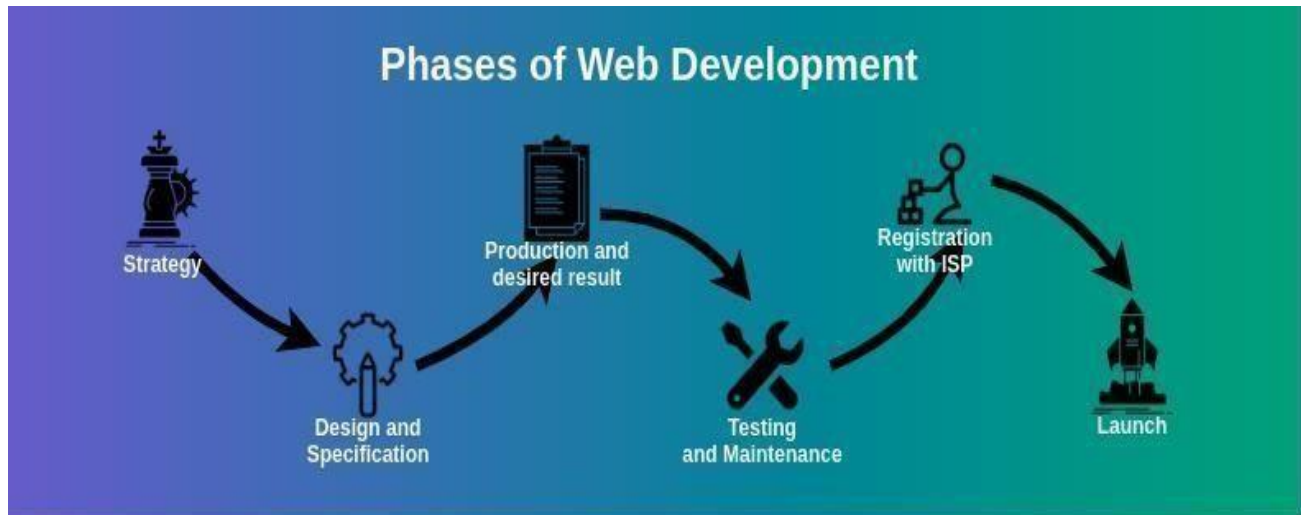 Phases of Web Development
Strategy
Design and
Specification
Production and
desired result
Testing
and Maintenance
Registration
with ISP
Launch